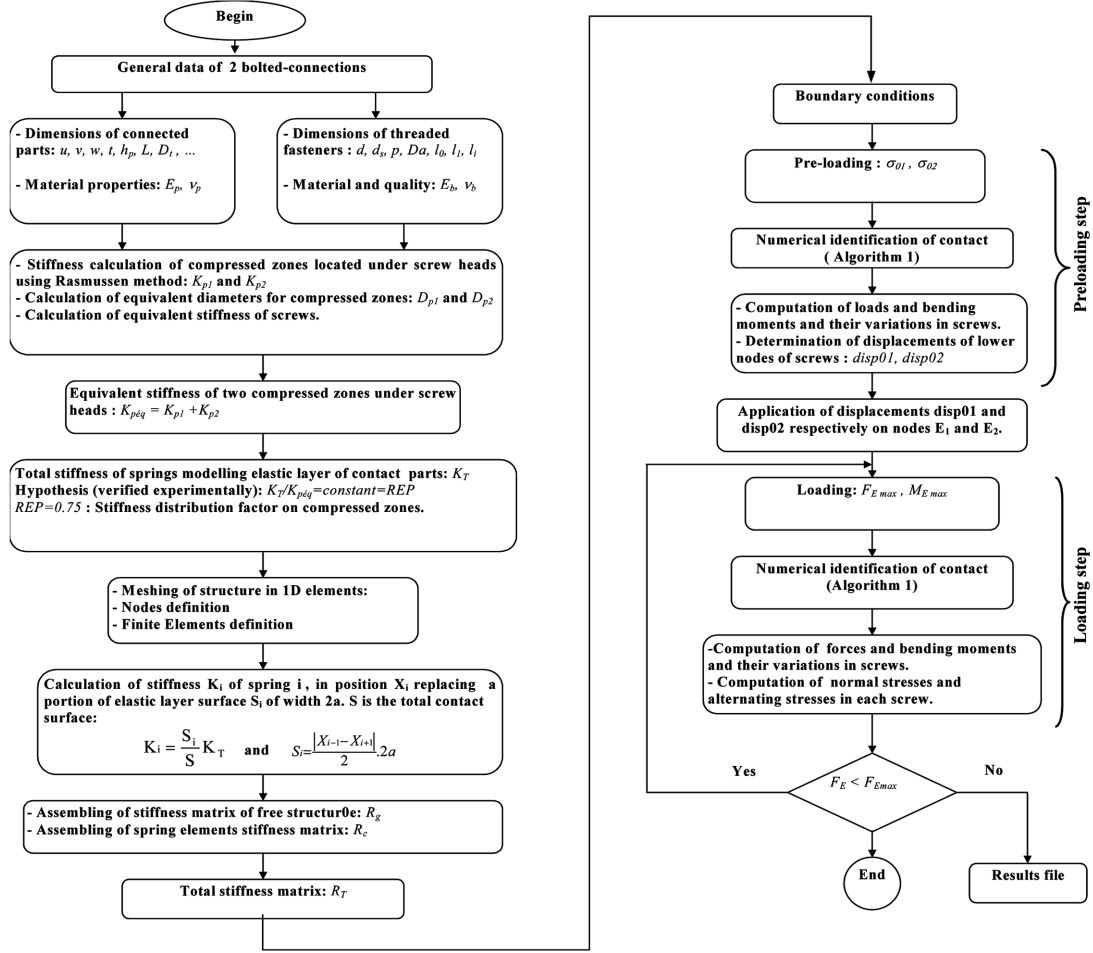 Begin
General data of 2 bolted-connections
- Dimensions of connected
parts: u, v, w, t, hp, L, Dt , ...
- Material properties: Ep, νp
- Dimensions of threaded
fasteners : d, ds, p, Da, l0, l1, li
- Material and quality: Eb, νb
- Stiffness calculation of compressed zones located under screw heads
using Rasmussen method: Kp1 and Kp2
- Calculation of equivalent diameters for compressed zones: Dp1 and Dp2
- Calculation of equivalent stiffness of screws.
Equivalent stiffness of two compressed zones under screw
heads : Kpéq = Kp1 +Kp2
Total stiffness of springs modelling elastic layer of contact parts: KT
Hypothesis (verified experimentally): KT/Kpéq=constant=REP
REP=0.75 : Stiffness distribution factor on compressed zones.
- Meshing of structure in 1D elements:
- Nodes definition
- Finite Elements definition
Calculation of stiffness Ki of spring i , in position Xi replacing a
portion of elastic layer surface Si of width 2a. S is the total contact
surface:
Ki = Si/S KT and Si=|Xi-1-Xi+1|/2 .2a
- Assembling of stiffness matrix of free structur0e: Rg
- Assembling of spring elements stiffness matrix: Rc
Total stiffness matrix: RT
Boundary conditions
Pre-loading : σ01 , σ02
Numerical identification of contact
( Algorithm 1)
- Computation of loads and bending
moments and their variations in screws.
- Determination of displacements of lower
nodes of screws : disp01, disp02
Preloading step
Application of displacements disp01 and
disp02 respectively on nodes E1 and E2.
Loading: FE max , ME max
Numerical identification of contact
(Algorithm 1)
-Computation of forces and bending moments
and their variations in screws.
- Computation of normal stresses and
alternating stresses in each screw.
Loading step
Yes
FE < FEmax
No
End
Results file